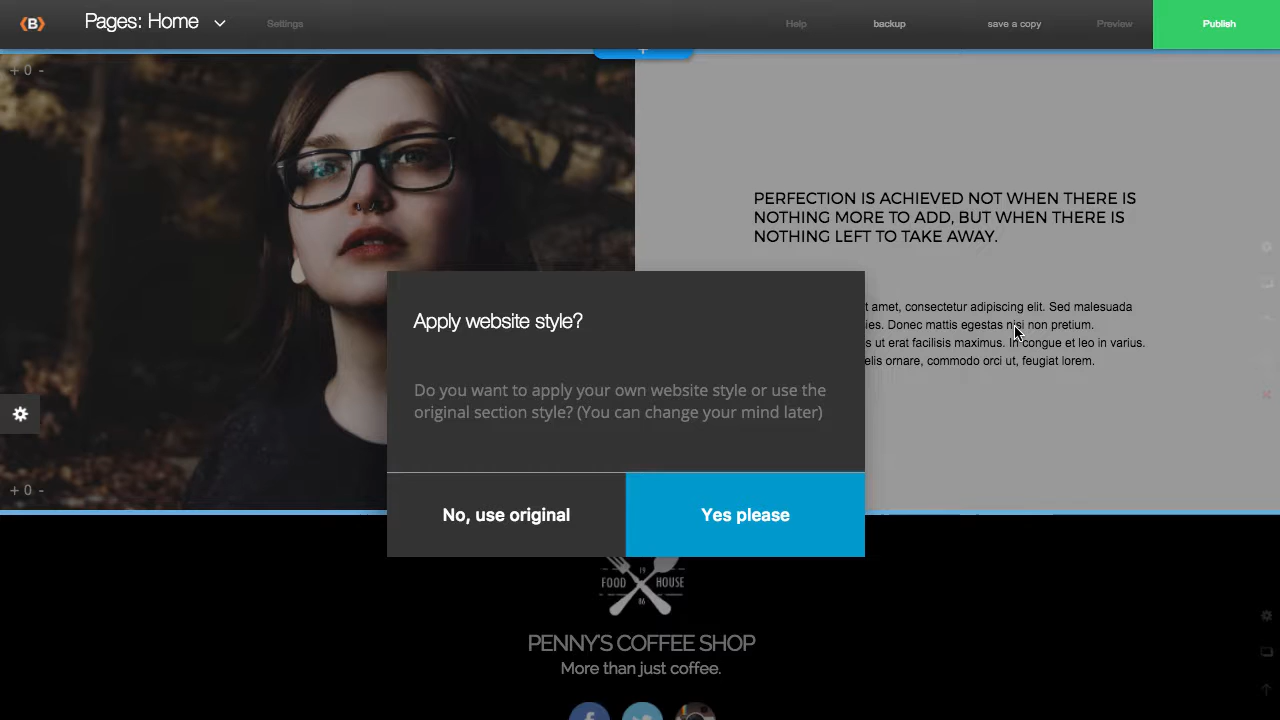 B
Pages: Home
Settings
Help
backup
save a copy
Preview
Publish
+
+ 0 -
PERFECTION IS ACHIEVED NOT WHEN THERE IS
NOTHING MORE TO ADD, BUT WHEN THERE IS
NOTHING LEFT TO TAKE AWAY.
amet, consectetur adipiscing elit. Sed malesuada
Donec mattis egestas nisi non pretium.
ut erat facilisis maximus. In congue et leo in varius.
ornare, commodo orci ut, feugiat lorem.
Apply website style?
Do you want to apply your own website style or use the
original section style? (You can change your mind later)
No, use original
Yes please
+ 0 -
19
FOOD HOUSE
86
PENNY'S COFFEE SHOP
More than just coffee.